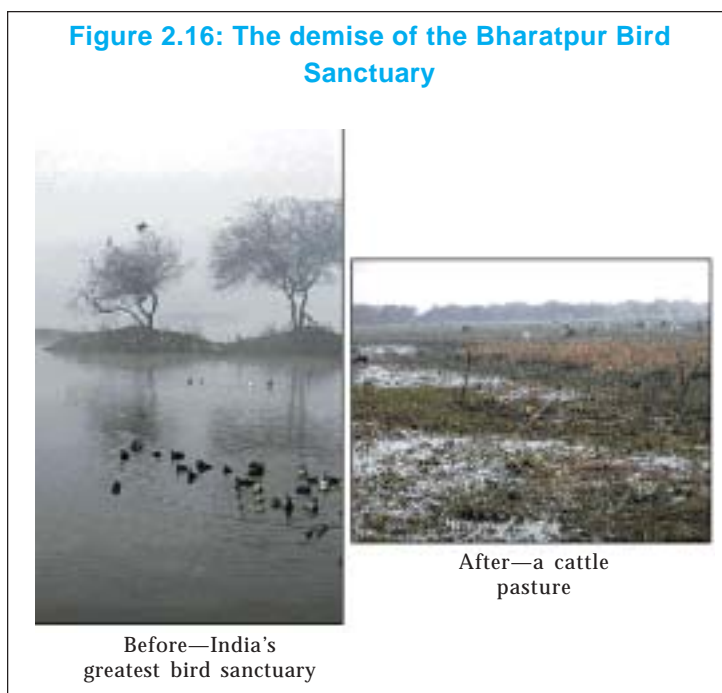 Figure 2.16: The demise of the Bharatpur Bird
Sanctuary
Before—India's
greatest bird sanctuary
After—a cattle
pasture